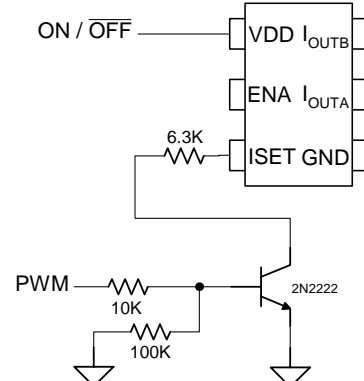 ON / OFF
VDD IOUTB
ENA IOUTA
6.3K
ISET GND
PWM
2N2222
10K
100K